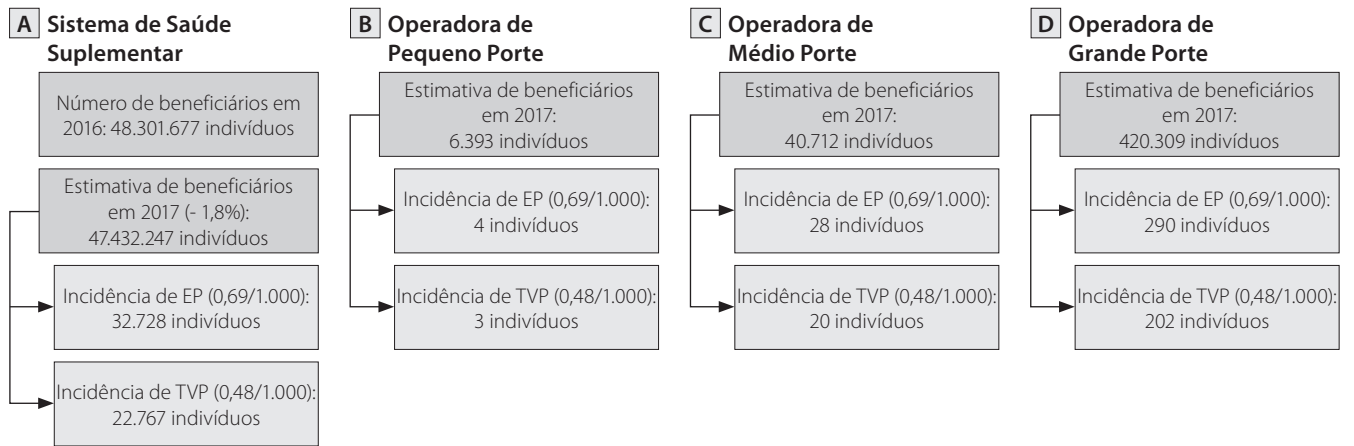 A Sistema de Saúde
Suplementar
Número de beneficiários em
2016: 48.301.677 indivíduos
Estimativa de beneficiários
em 2017 (- 1,8%):
47.432.247 indivíduos
Incidência de EP (0,69/1.000):
32.728 indivíduos
Incidência de TVP (0,48/1.000):
22.767 indivíduos
B Operadora de
Pequeno Porte
Estimativa de beneficiários
em 2017:
6.393 indivíduos
Incidência de EP (0,69/1.000):
4 indivíduos
Incidência de TVP (0,48/1.000):
3 indivíduos
C Operadora de
Médio Porte
Estimativa de beneficiários
em 2017:
40.712 indivíduos
Incidência de EP (0,69/1.000):
28 indivíduos
Incidência de TVP (0,48/1.000):
20 indivíduos
D Operadora de
Grande Porte
Estimativa de beneficiários
em 2017:
420.309 indivíduos
Incidência de EP (0,69/1.000):
290 indivíduos
Incidência de TVP (0,48/1.000):
202 indivíduos